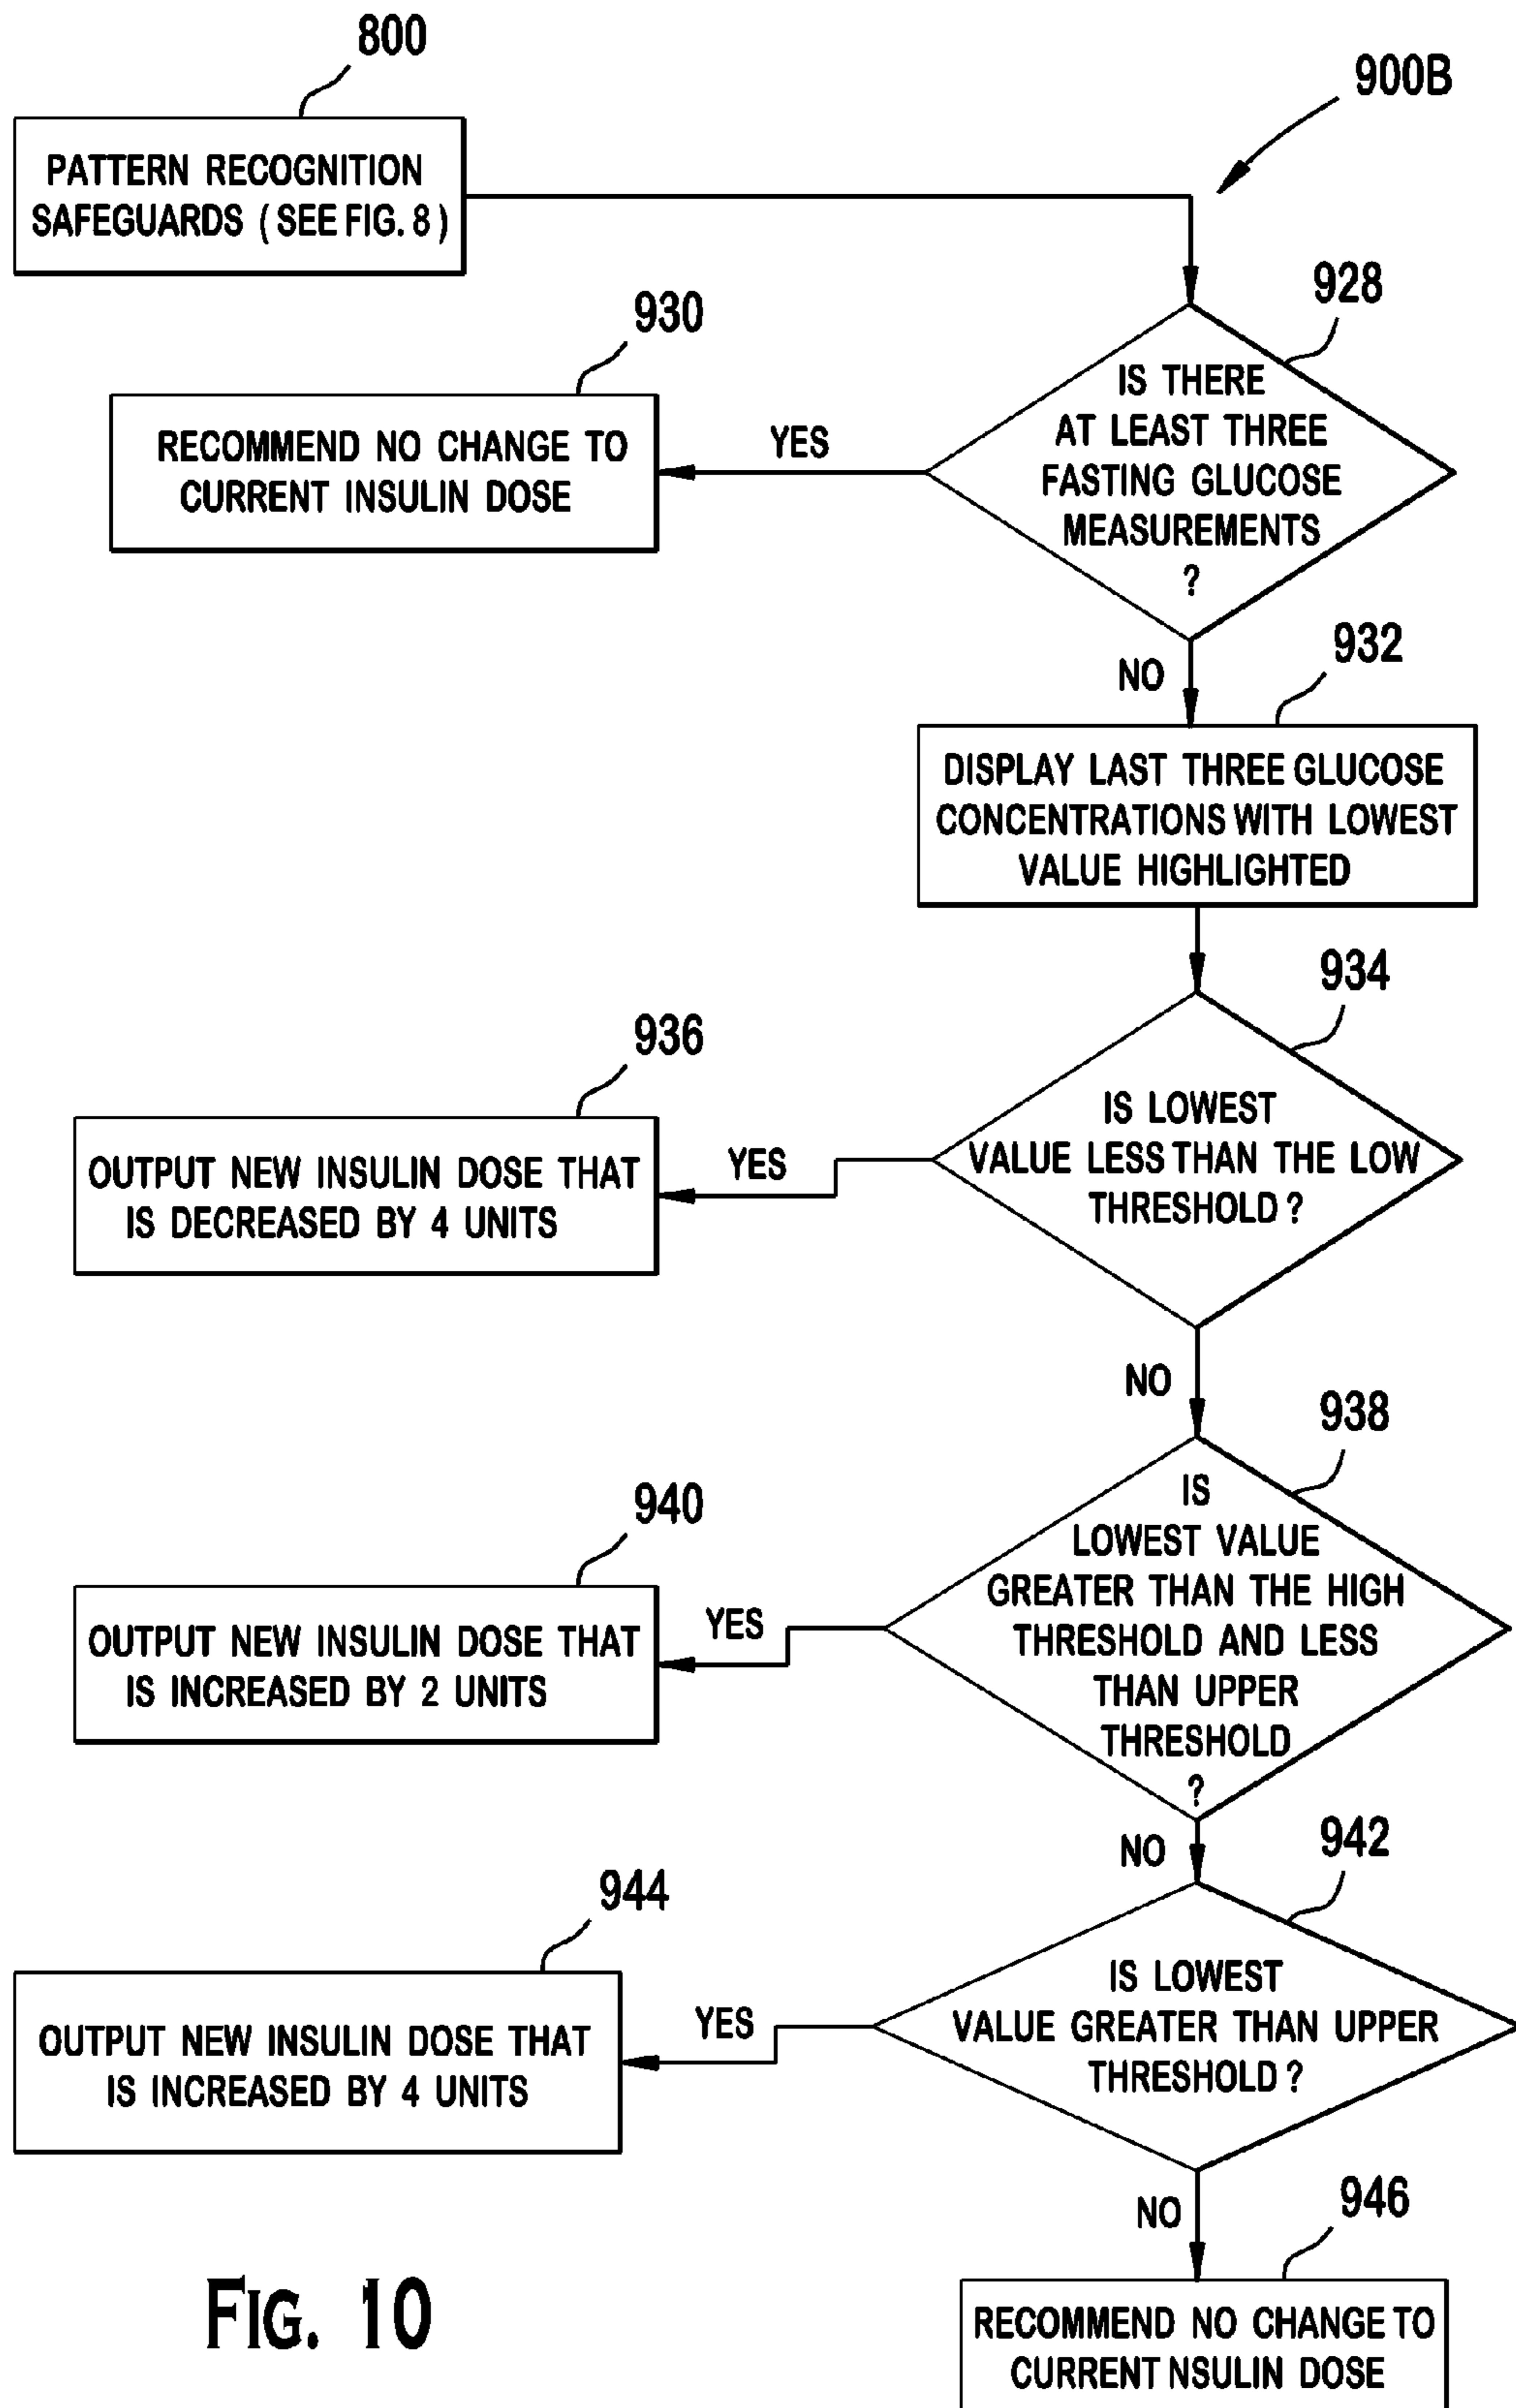 800
900B
PATTERN RECOGNITION
SAFEGUARDS ( SEE FIG. 8 )
928
930
IS THERE
AT LEAST THREE
FASTING GLUCOSE
MEASUREMENTS
?
YES
RECOMMEND NO CHANGE TO
CURRENT INSULIN DOSE
NO
932
DISPLAY LAST THREE GLUCOSE
CONCENTRATIONS WITH LOWEST
VALUE HIGHLIGHTED
934
936
IS LOWEST
VALUE LESS THAN THE LOW
THRESHOLD ?
YES
OUTPUT NEW INSULIN DOSE THAT
IS DECREASED BY 4 UNITS
NO
938
940
IS
LOWEST VALUE
GREATER THAN THE HIGH
THRESHOLD AND LESS
THAN UPPER
THRESHOLD
?
YES
OUTPUT NEW INSULIN DOSE THAT
IS INCREASED BY 2 UNITS
NO
942
944
IS LOWEST
VALUE GREATER THAN UPPER
THRESHOLD ?
YES
OUTPUT NEW INSULIN DOSE THAT
IS INCREASED BY 4 UNITS
NO
946
RECOMMEND NO CHANGE TO
CURRENT NSULIN DOSE
FIG. 10